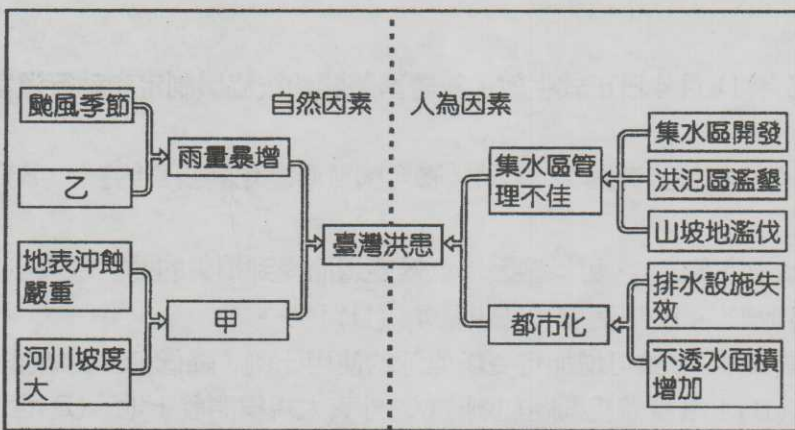 自然因素
人為因素
颱風季節
乙
雨量暴增
地表沖蝕
嚴重
河川坡度
大
甲
臺灣洪患
集水區管
理不佳
集水區開發
洪氾區濫墾
山坡地濫伐
都市化
排水設施失
效
不透水面積
增加